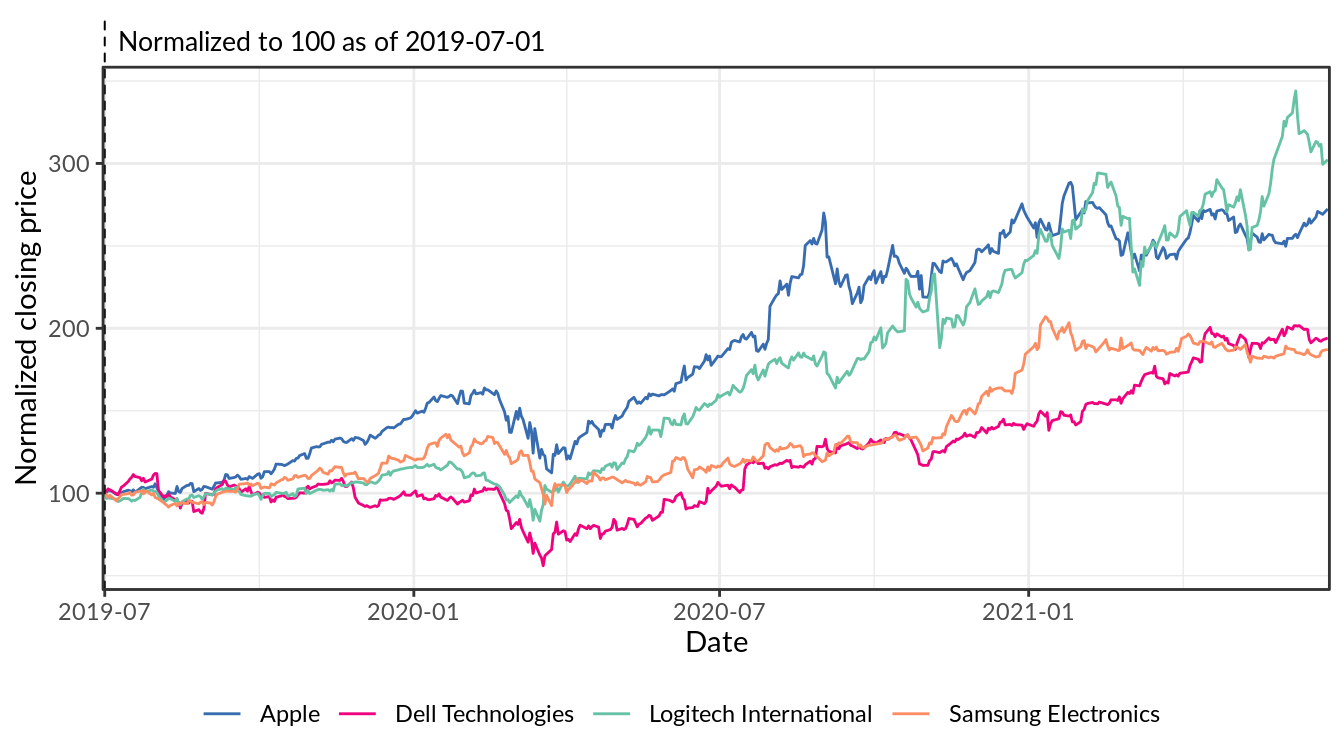 Normalized to 100 as of 2019-07-01
Normalized closing price
300
200
100
2019-07 2020-01 2020-07 2021-01
Date
Apple Dell Technologies Logitech International Samsung Electronics